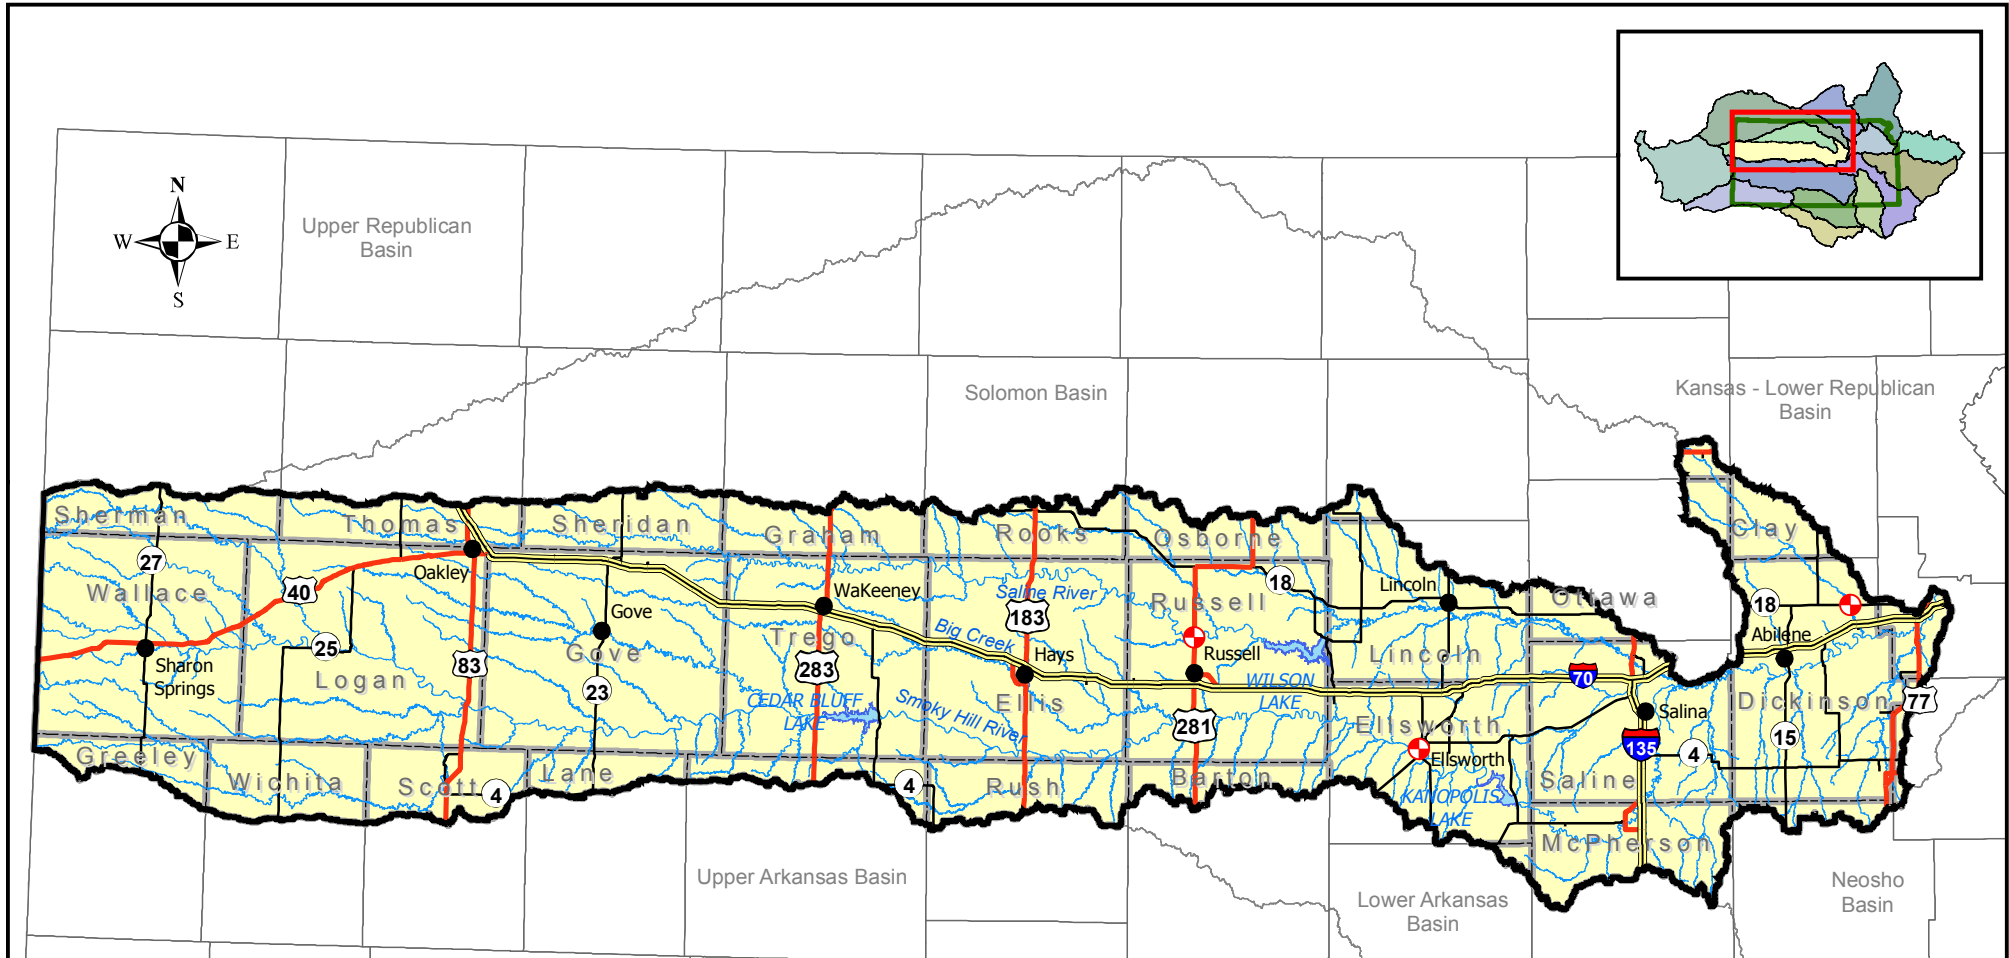 N
W
E
S
Upper Republican
Basin
Solomon Basin
Kansas - Lower Republican
Basin
Sherman
Thomas
Sheridan
Graham
Rooks
Osborne
Clay
27
Oakley
40
Wallace
WaKeeney
Gove
Saline River
183
18
Lincoln
Russell
Ottawa
18
Abilene
Big Creek
Trego
Gove
25
Sharon
Springs
83
283
Hays
Russell
Lincoln
Logan
23
CEDAR BLUFF
LAKE
Smoky Hill River
Ellis
WILSON
LAKE
70
Dickinson
77
281
Ellsworth
Salina
135
4
15
Ellsworth
Greeley
Wichita
Scott
4
Lane
4
Rush
Barton
KANOPOLIS
LAKE
Saline
McPherson
Upper Arkansas Basin
Lower Arkansas
Basin
Neosho
Basin